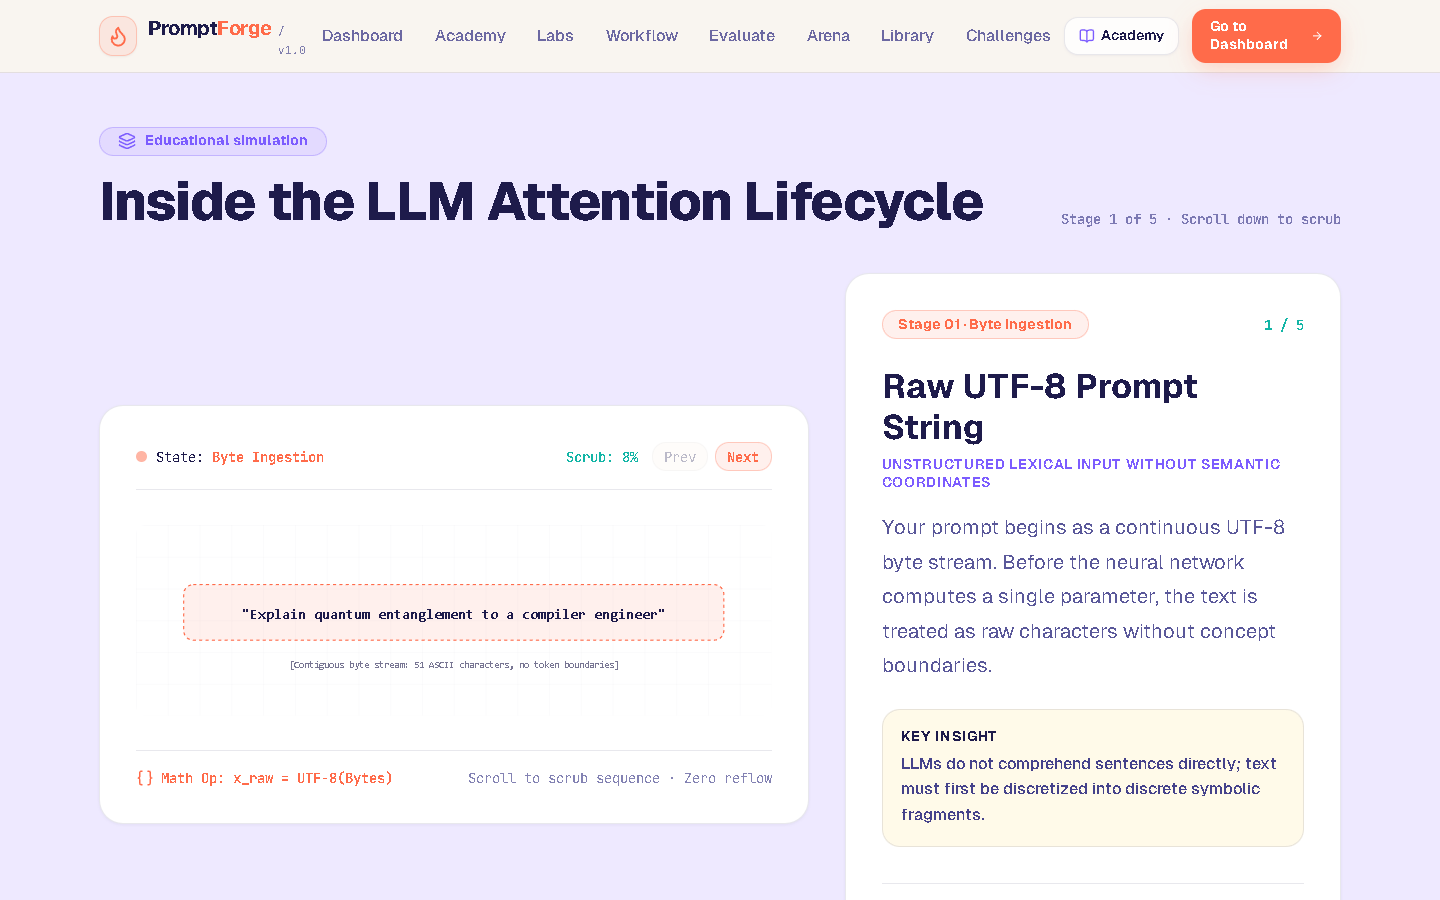 PromptForge / v1.0
Dashboard Academy Labs Workflow Evaluate Arena Library Challenges
Academy
Go to Dashboard →
Educational simulation
Inside the LLM Attention Lifecycle
Stage 1 of 5 · Scroll down to scrub
State: Byte Ingestion
Scrub: 8%
Prev
Next
"Explain quantum entanglement to a compiler engineer"
[Contiguous byte stream: 51 ASCII characters, no token boundaries]
{} Math Op: x_raw = UTF-8(Bytes)
Scroll to scrub sequence · Zero reflow
Stage 01 · Byte Ingestion
1 / 5
Raw UTF-8 Prompt
String
UNSTRUCTURED LEXICAL INPUT WITHOUT SEMANTIC
COORDINATES
Your prompt begins as a continuous UTF-8
byte stream. Before the neural network
computes a single parameter, the text is
treated as raw characters without concept
boundaries.
KEY INSIGHT
LLMs do not comprehend sentences directly; text
must first be discretized into discrete symbolic
fragments.